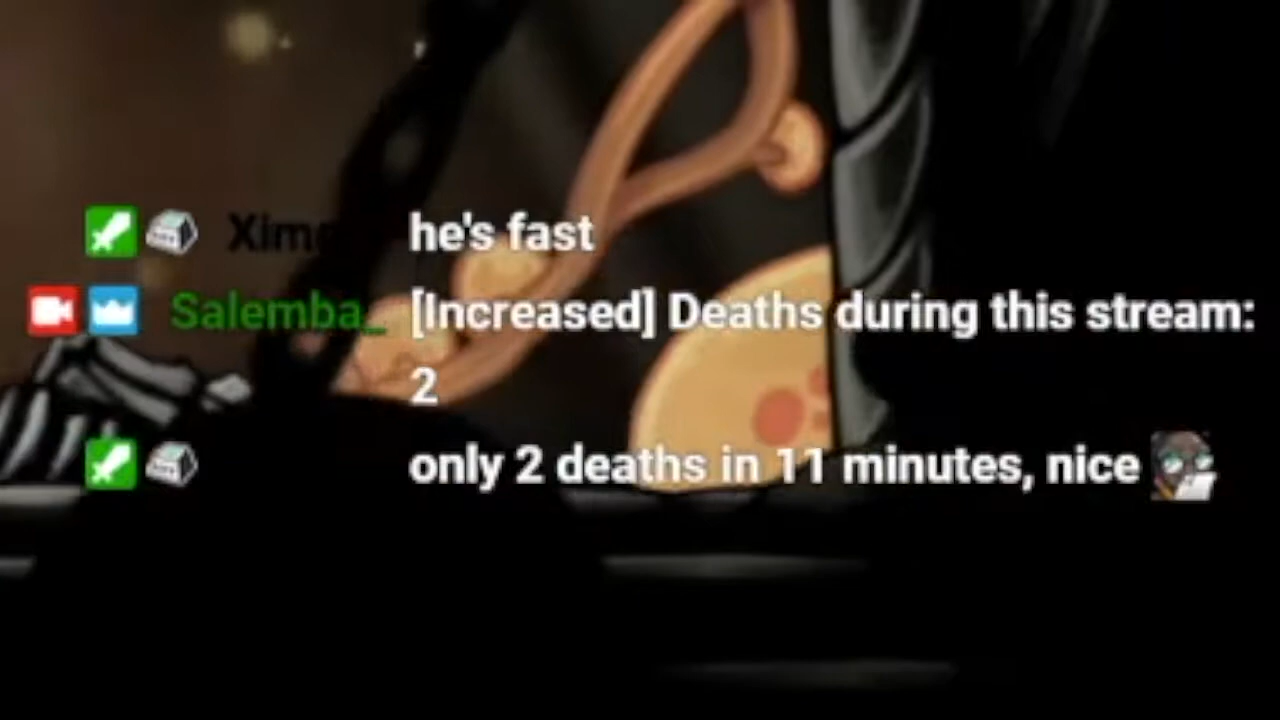 he's fast
Salemba_ [Increased] Deaths during this stream:
2
only 2 deaths in 11 minutes, nice